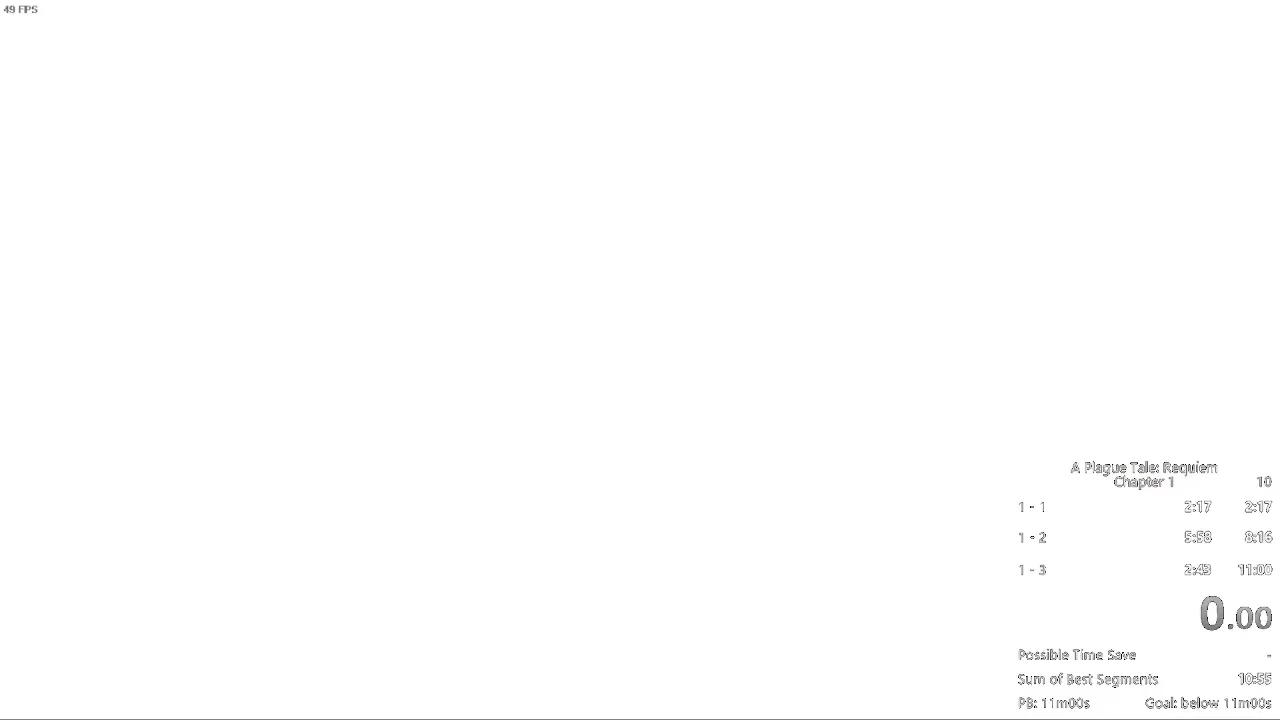 49 FPS
A Plague Tale: Requiem
Chapter 1 10
1 - 1 2:17 2:17
1 - 2 5:58 8:16
1 - 3 2:43 11:00
0.00
Possible Time Save -
Sum of Best Segments 10:55
PB: 11m00s Goal: below 11m00s